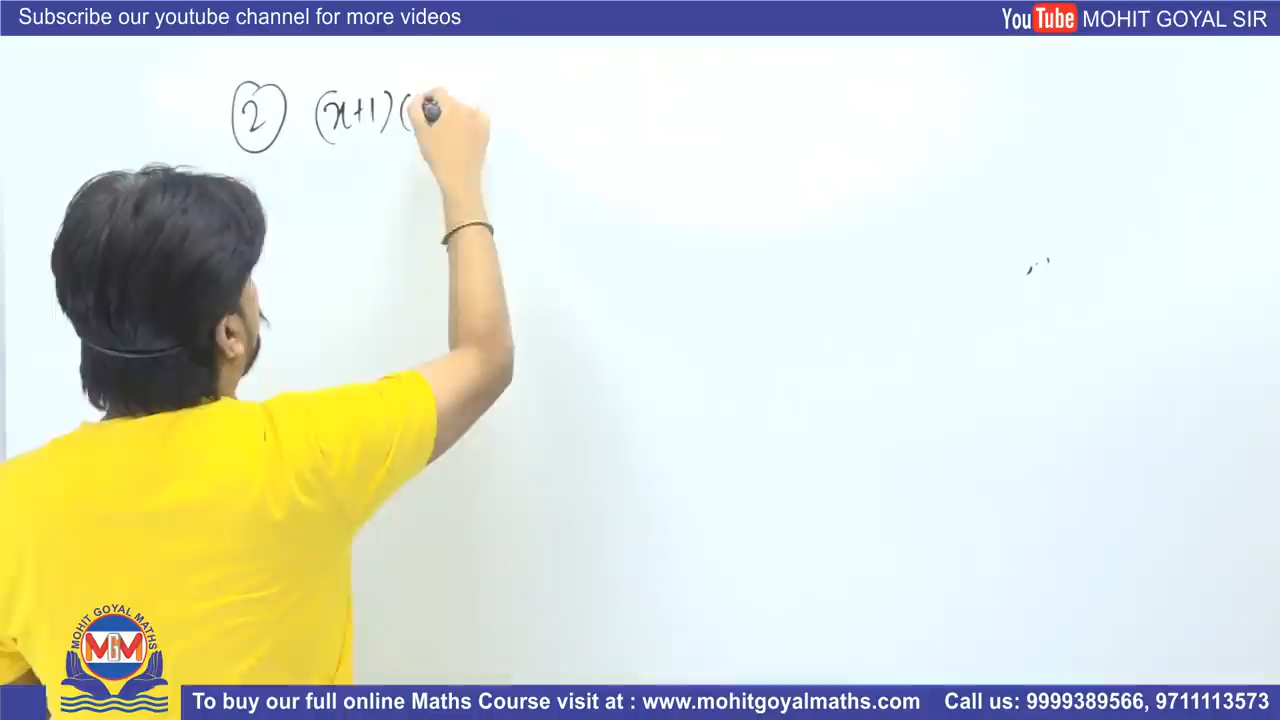 Subscribe our youtube channel for more videos
YouTube MOHIT GOYAL SIR
② (x+1)(
MOHIT GOYAL MATHS
MGM
To buy our full online Maths Course visit at : www.mohitgoyalmaths.com Call us: 9999389566, 9711113573